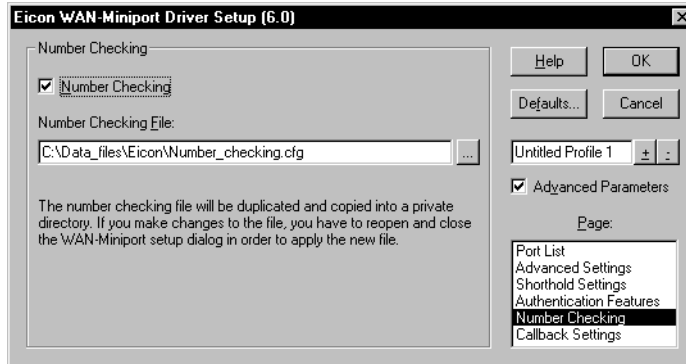 Eicon WAN-Miniport Driver Setup (6.0)
Number Checking
Number Checking
Number Checking File:
C:\Data_files\Eicon\Number_checking.cfg
...
The number checking file will be duplicated and copied into a private
directory. If you make changes to the file, you have to reopen and close
the WAN-Miniport setup dialog in order to apply the new file.
Help
OK
Defaults...
Cancel
Untitled Profile 1
+
-
Advanced Parameters
Page:
Port List
Advanced Settings
Shorthold Settings
Authentication Features
Number Checking
Callback Settings